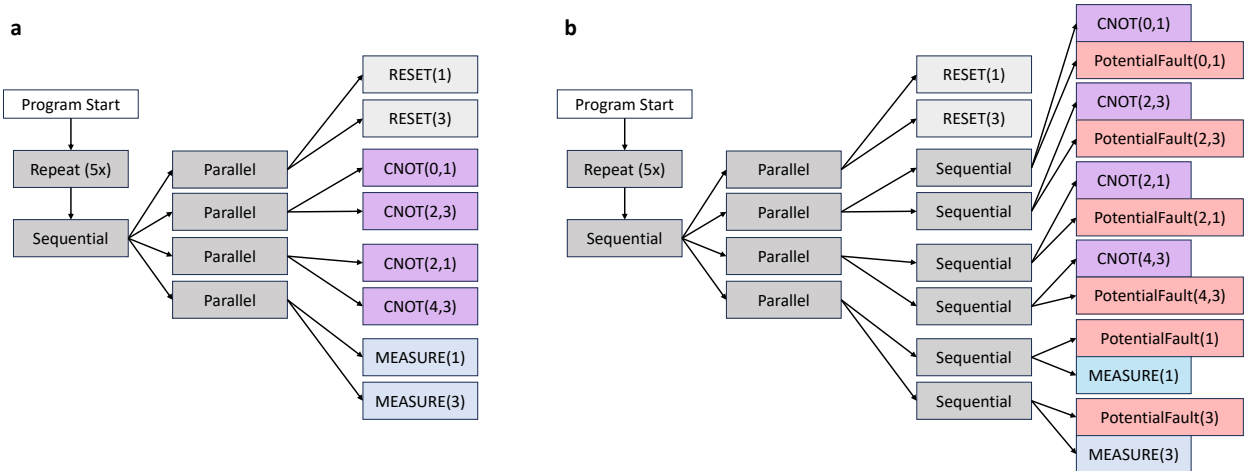 a
Program Start
Repeat (5x)
Sequential
Parallel
Parallel
Parallel
Parallel
RESET(1)
RESET(3)
CNOT(0,1)
CNOT(2,3)
CNOT(2,1)
CNOT(4,3)
MEASURE(1)
MEASURE(3)
b
Program Start
Repeat (5x)
Sequential
Parallel
Parallel
Parallel
Parallel
RESET(1)
RESET(3)
Sequential
Sequential
Sequential
Sequential
Sequential
Sequential
CNOT(0,1)
PotentialFault(0,1)
CNOT(2,3)
PotentialFault(2,3)
CNOT(2,1)
PotentialFault(2,1)
CNOT(4,3)
PotentialFault(4,3)
PotentialFault(1)
MEASURE(1)
PotentialFault(3)
MEASURE(3)